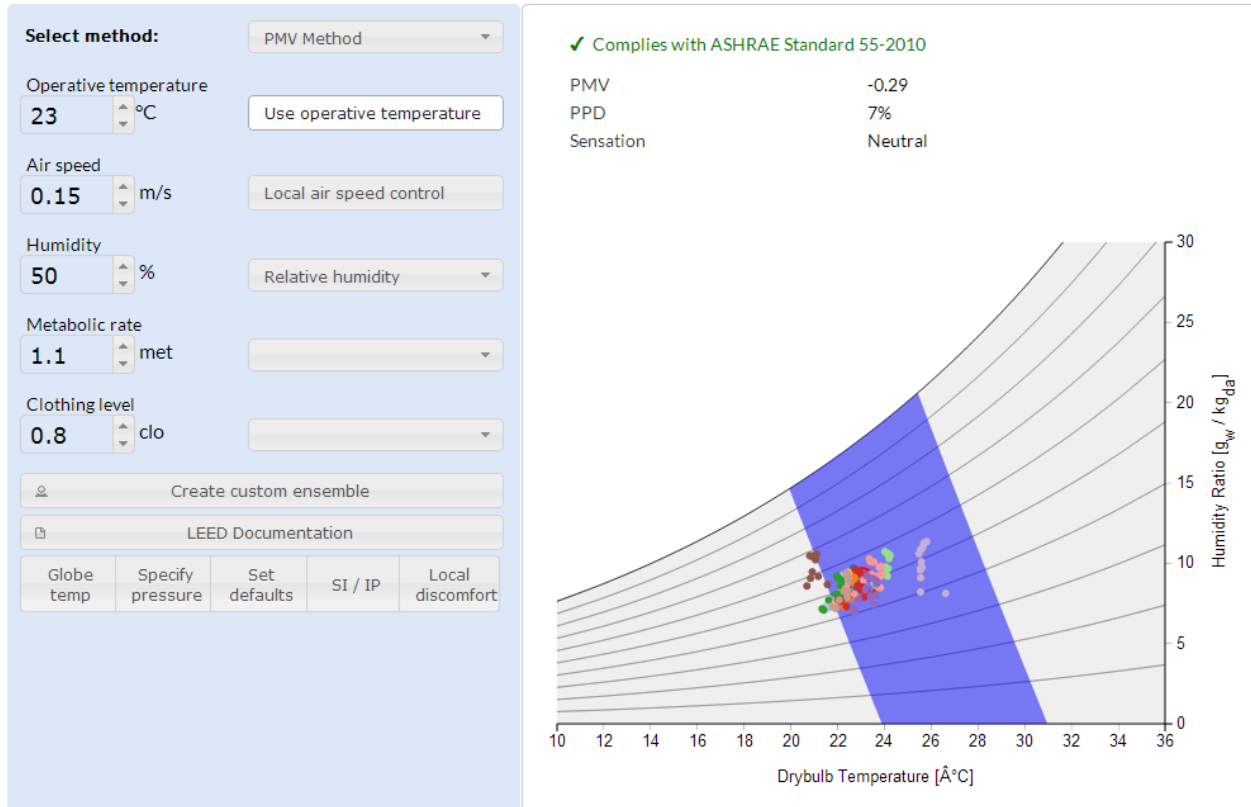 Select method:
PMV Method
Operative temperature
23 °C
Use operative temperature
Air speed
0.15 m/s
Local air speed control
Humidity
50 %
Relative humidity
Metabolic rate
1.1 met
Clothing level
0.8 clo
Create custom ensemble
LEED Documentation
Globe temp
Specify pressure
Set defaults
SI / IP
Local discomfort
✔ Complies with ASHRAE Standard 55-2010
PMV -0.29
PPD 7%
Sensation Neutral
30
25
20
15
10
5
0
Humidity Ratio [g_w / kg_da]
10 12 14 16 18 20 22 24 26 28 30 32 34 36
Drybulb Temperature [Â°C]